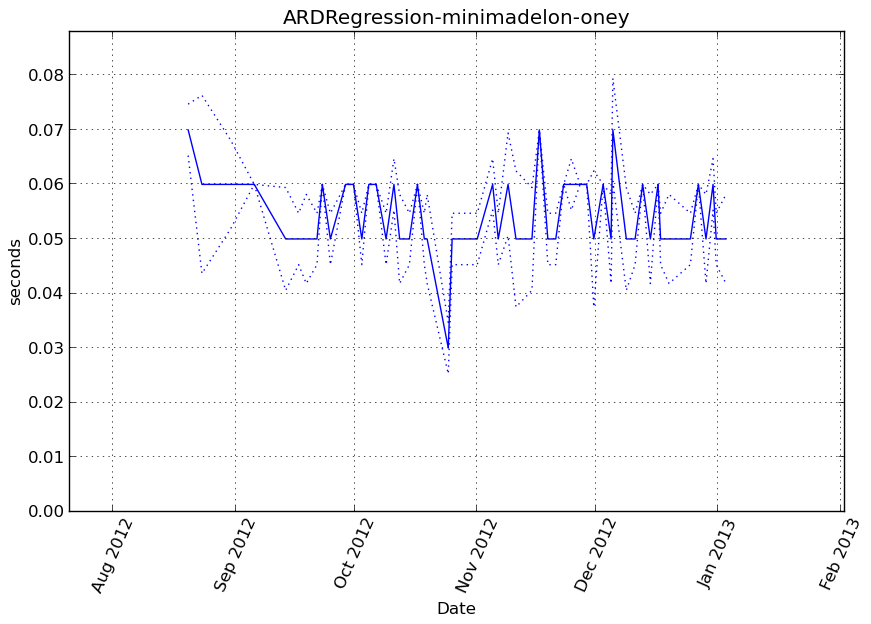 ARDRegression-minimadelon-oney
0.08
0.07
0.06
0.05
0.04
0.03
0.02
0.01
0.00
seconds
Aug 2012
Sep 2012
Oct 2012
Nov 2012
Dec 2012
Jan 2013
Feb 2013
Date